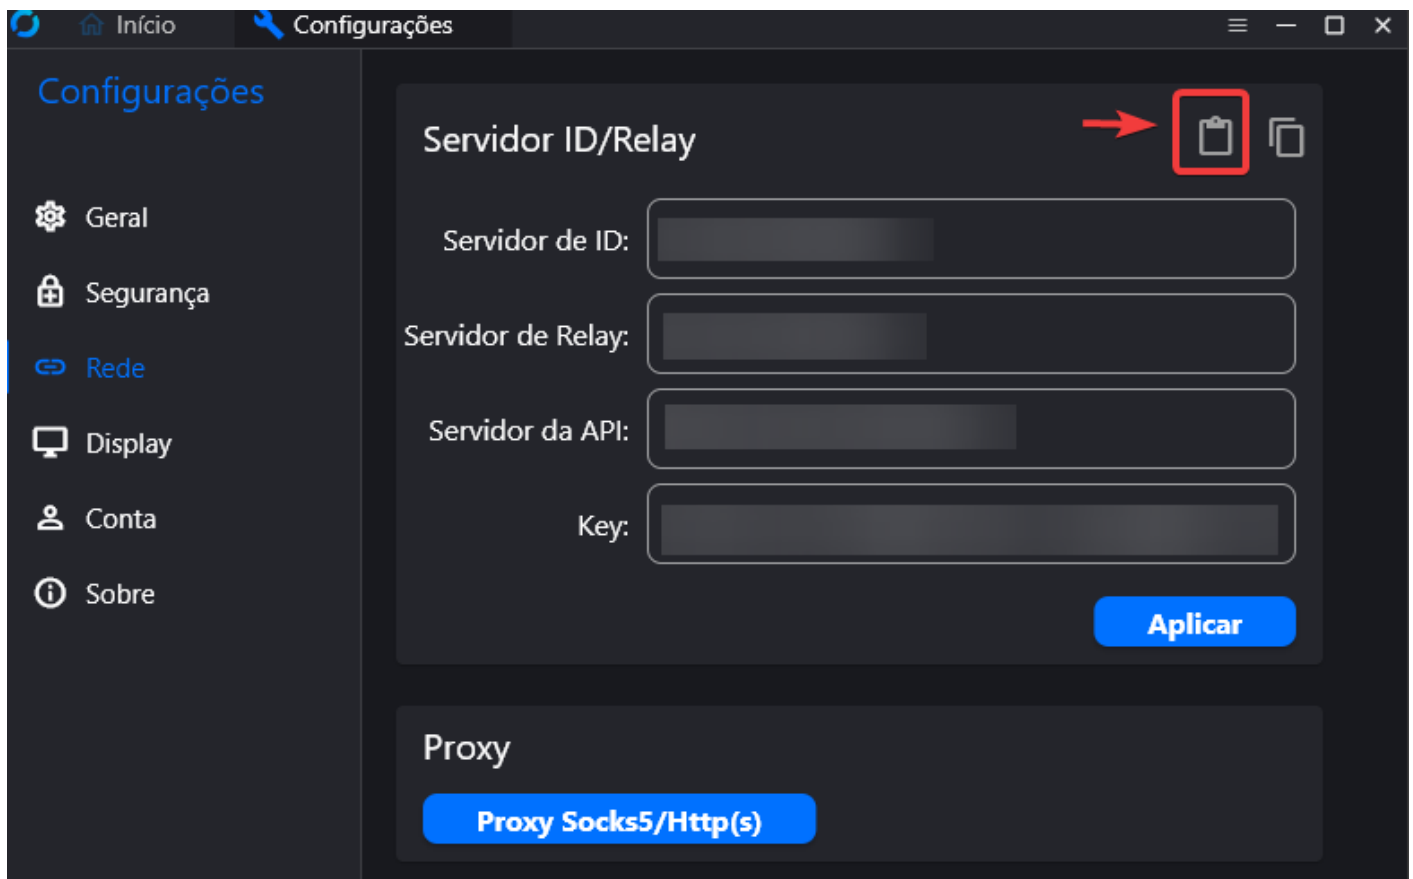 Início
Configurações
Configurações
Geral
Segurança
Rede
Display
Conta
Sobre
Servidor ID/Relay
Servidor de ID:
Servidor de Relay:
Servidor da API:
Key:
Aplicar
Proxy
Proxy Socks5/Http(s)